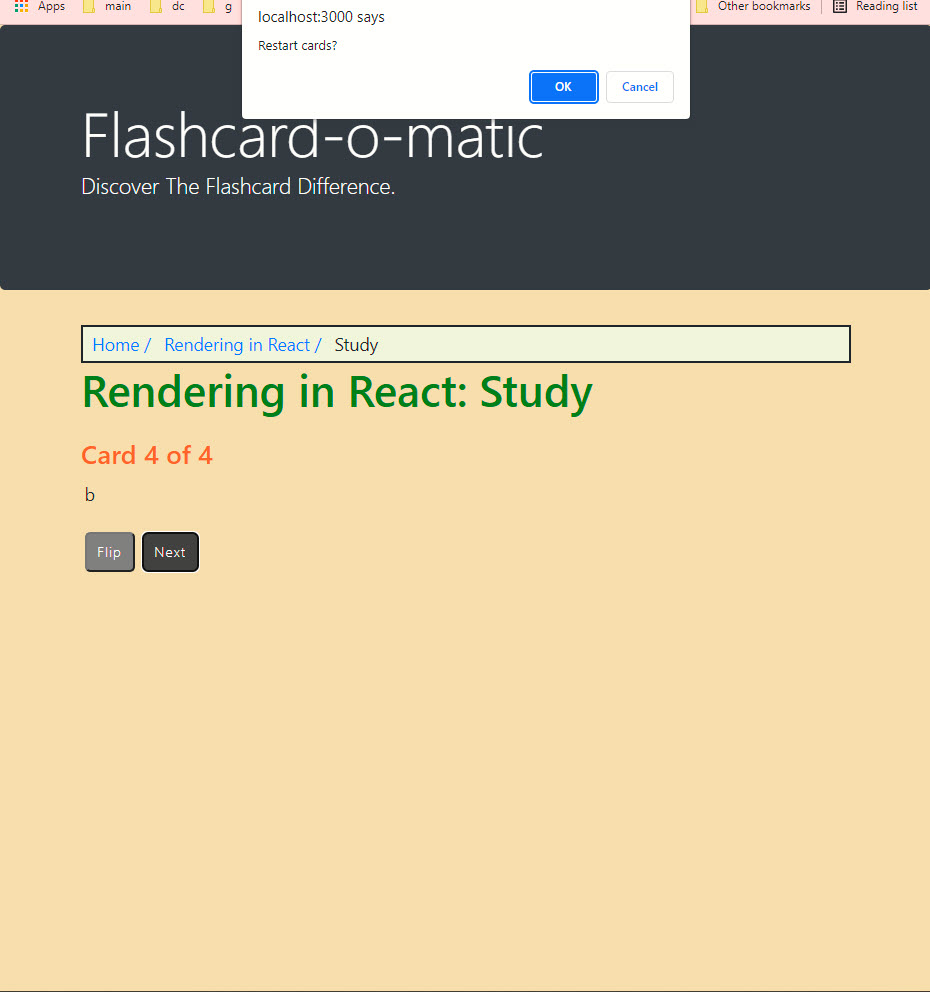 Apps main dc g Other bookmarks Reading list
localhost:3000 says
Restart cards?
OK Cancel
Flashcard-o-matic
Discover The Flashcard Difference.
Home / Rendering in React / Study
Rendering in React: Study
Card 4 of 4
b
Flip Next